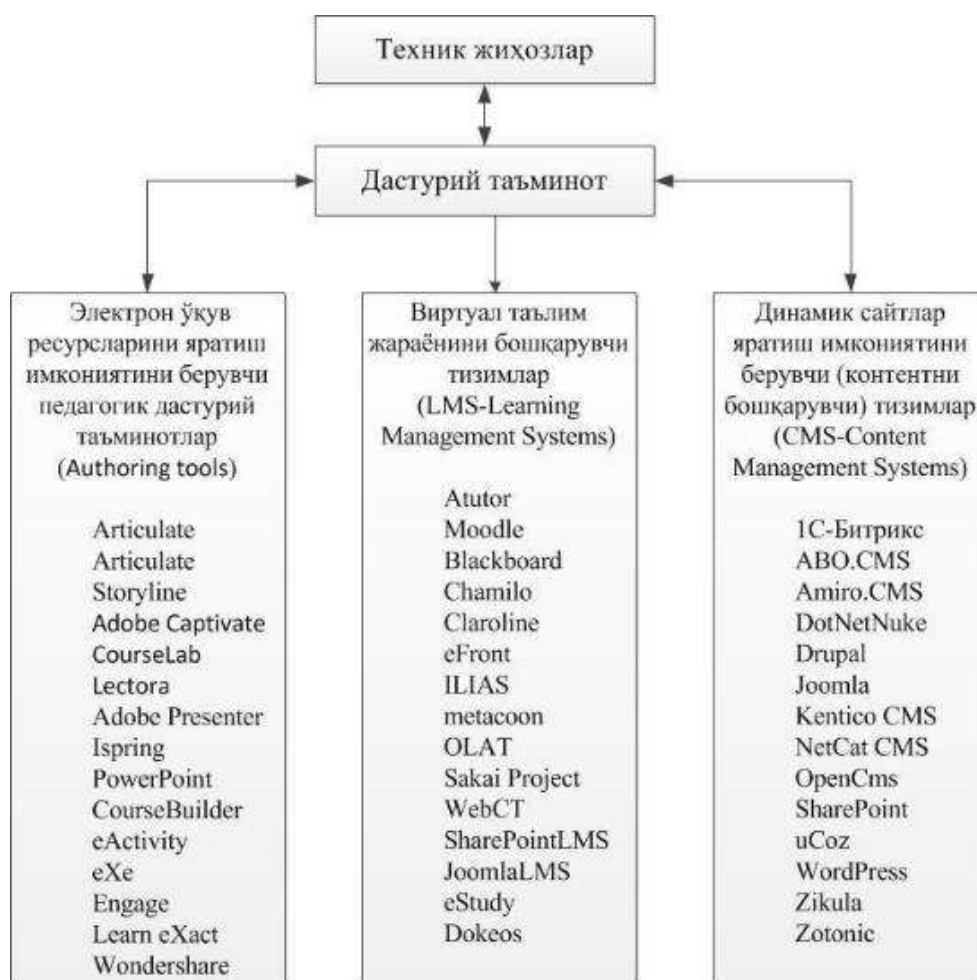 Техник жиҳозлар
Дастурий таъминот
Электрон ўқув
ресурсларини яратиш
имкониятини берувчи
педагогик дастурий
таъминотлар
(Authoring tools)
Articulate
Articulate
Storyline
Adobe Captivate
CourseLab
Lectora
Adobe Presenter
Ispring
PowerPoint
CourseBuilder
eActivity
eXe
Engage
Learn eXact
Wondershare
Виртуал таълим
жараёнини бошқарувчи
тизимлар
(LMS-Learning
Management Systems)
Atutor
Moodle
Blackboard
Chamilo
Claroline
eFront
ILIAS
metacoon
OLAT
Sakai Project
WebCT
SharePointLMS
JoomlaLMS
eStudy
Dokeos
Динамик сайтлар
яратиш имкониятини
берувчи (контентни
бошқарувчи) тизимлар
(CMS-Content
Management Systems)
1С-Битрикс
ABO.CMS
Amiro.CMS
DotNetNuke
Drupal
Joomla
Kentico CMS
NetCat CMS
OpenCms
SharePoint
uCoz
WordPress
Zikula
Zotonic